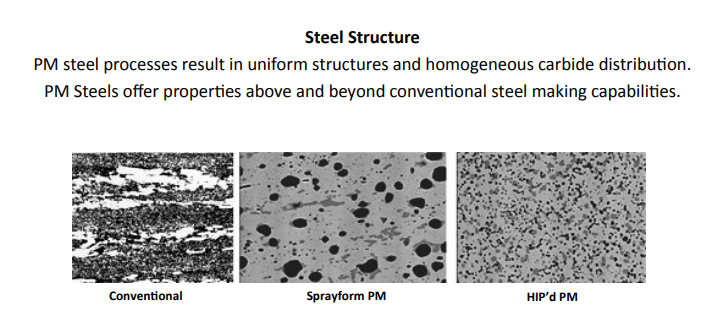 Steel Structure
PM steel processes result in uniform structures and homogeneous carbide distribution.
PM Steels offer properties above and beyond conventional steel making capabilities.
Conventional
Sprayform PM
HIP’d PM